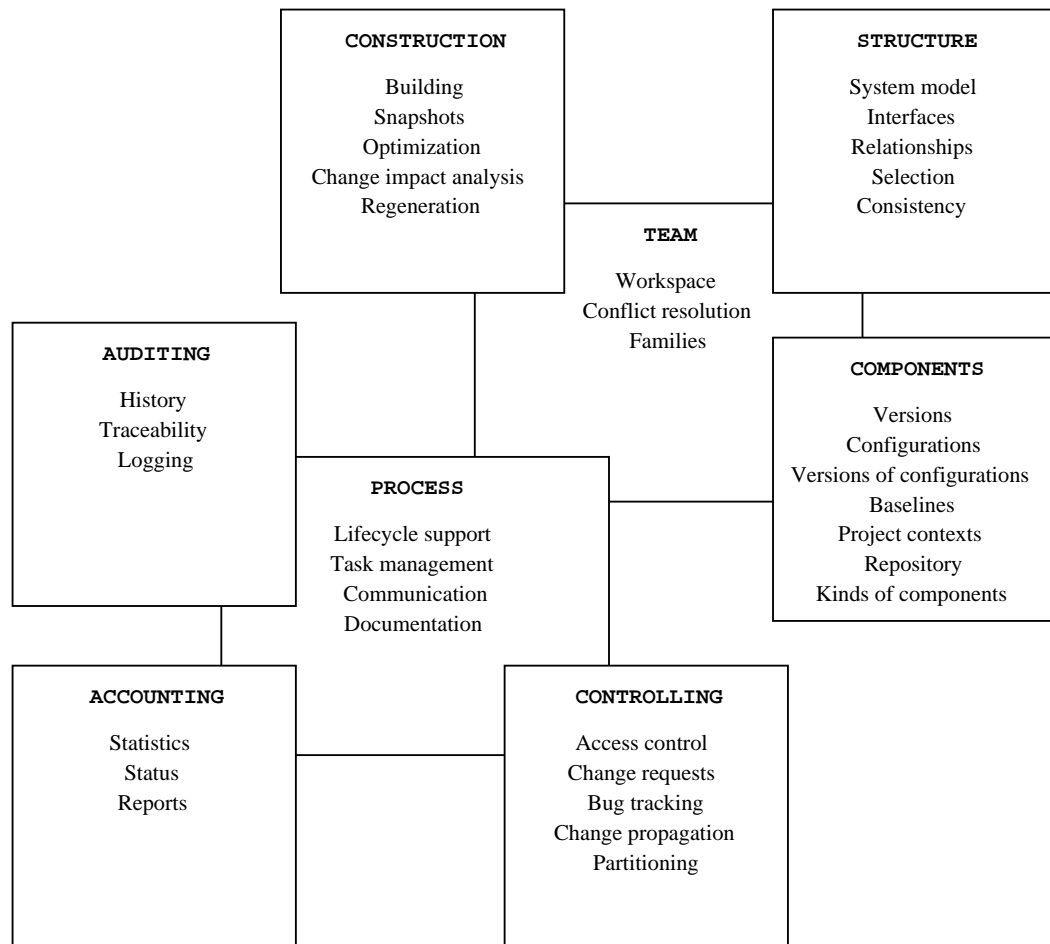 CONSTRUCTION
Building
Snapshots
Optimization
Change impact analysis
Regeneration
STRUCTURE
System model
Interfaces
Relationships
Selection
Consistency
TEAM
Workspace
Conflict resolution
Families
AUDITING
History
Traceability
Logging
COMPONENTS
Versions
Configurations
Versions of configurations
Baselines
Project contexts
Repository
Kinds of components
PROCESS
Lifecycle support
Task management
Communication
Documentation
ACCOUNTING
Statistics
Status
Reports
CONTROLLING
Access control
Change requests
Bug tracking
Change propagation
Partitioning